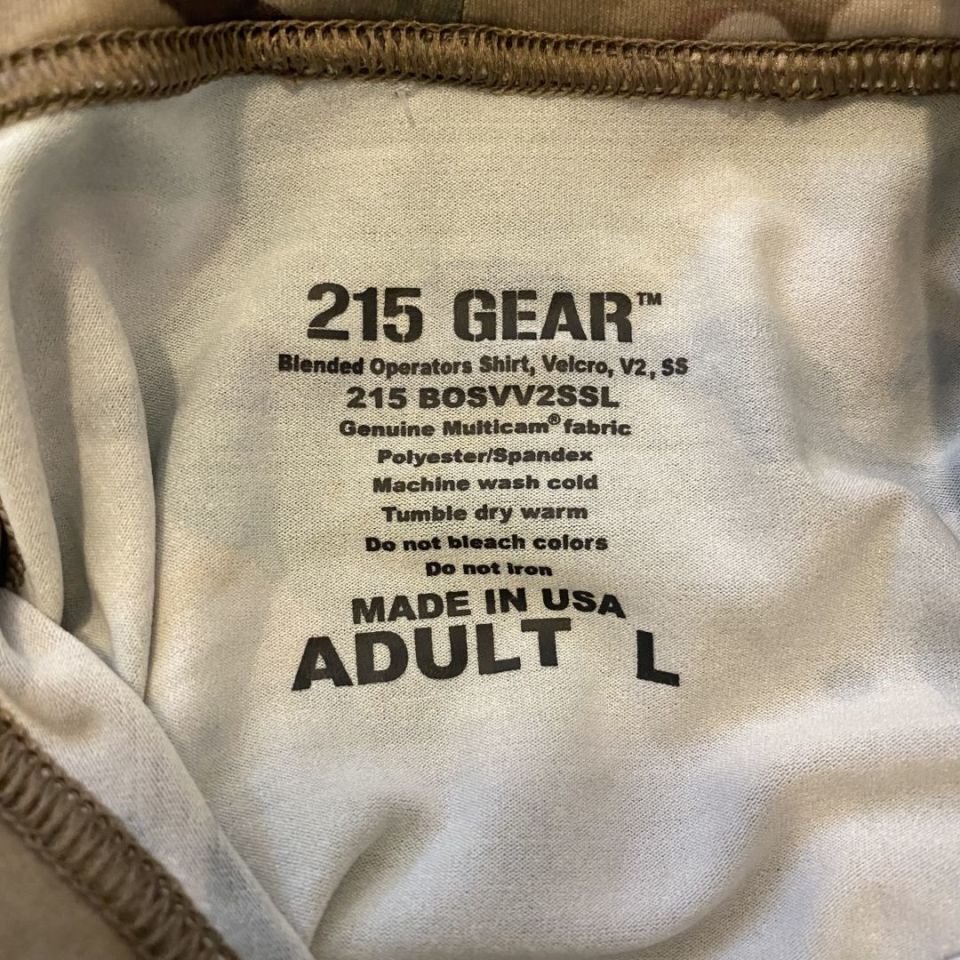 215 GEAR™
Blended Operators Shirt, Velcro, V2, SS
215 BOSVV2SSL
Genuine Multicam® fabric
Polyester/Spandex
Machine wash cold
Tumble dry warm
Do not bleach colors
Do not iron
MADE IN USA
ADULT L